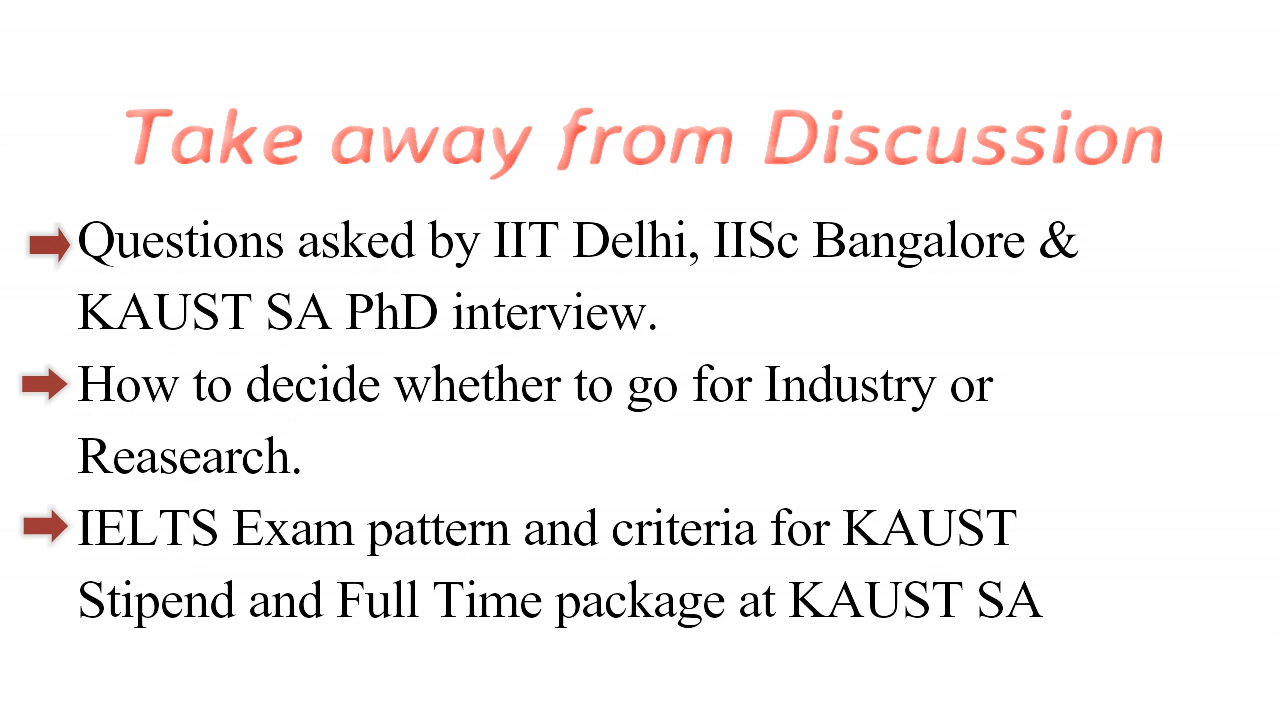 Take away from Discussion
Questions asked by IIT Delhi, IISc Bangalore &
KAUST SA PhD interview.
How to decide whether to go for Industry or
Reasearch.
IELTS Exam pattern and criteria for KAUST
Stipend and Full Time package at KAUST SA